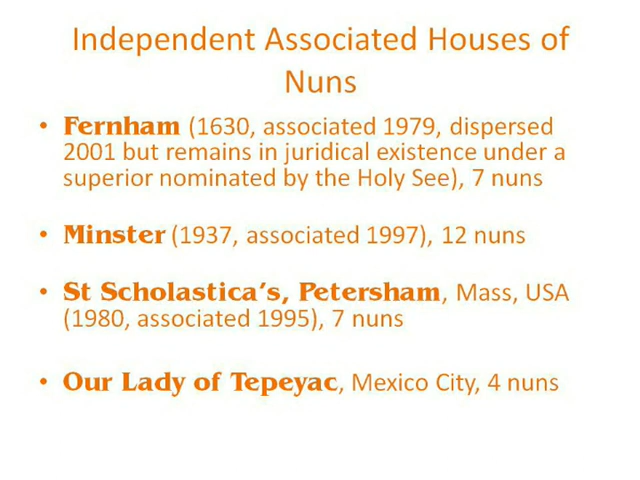 Independent Associated Houses of
Nuns
• Fernham (1630, associated 1979, dispersed
2001 but remains in juridical existence under a
superior nominated by the Holy See), 7 nuns
• Minster (1937, associated 1997), 12 nuns
• St Scholastica's, Petersham, Mass, USA
(1980, associated 1995), 7 nuns
• Our Lady of Tepeyac, Mexico City, 4 nuns